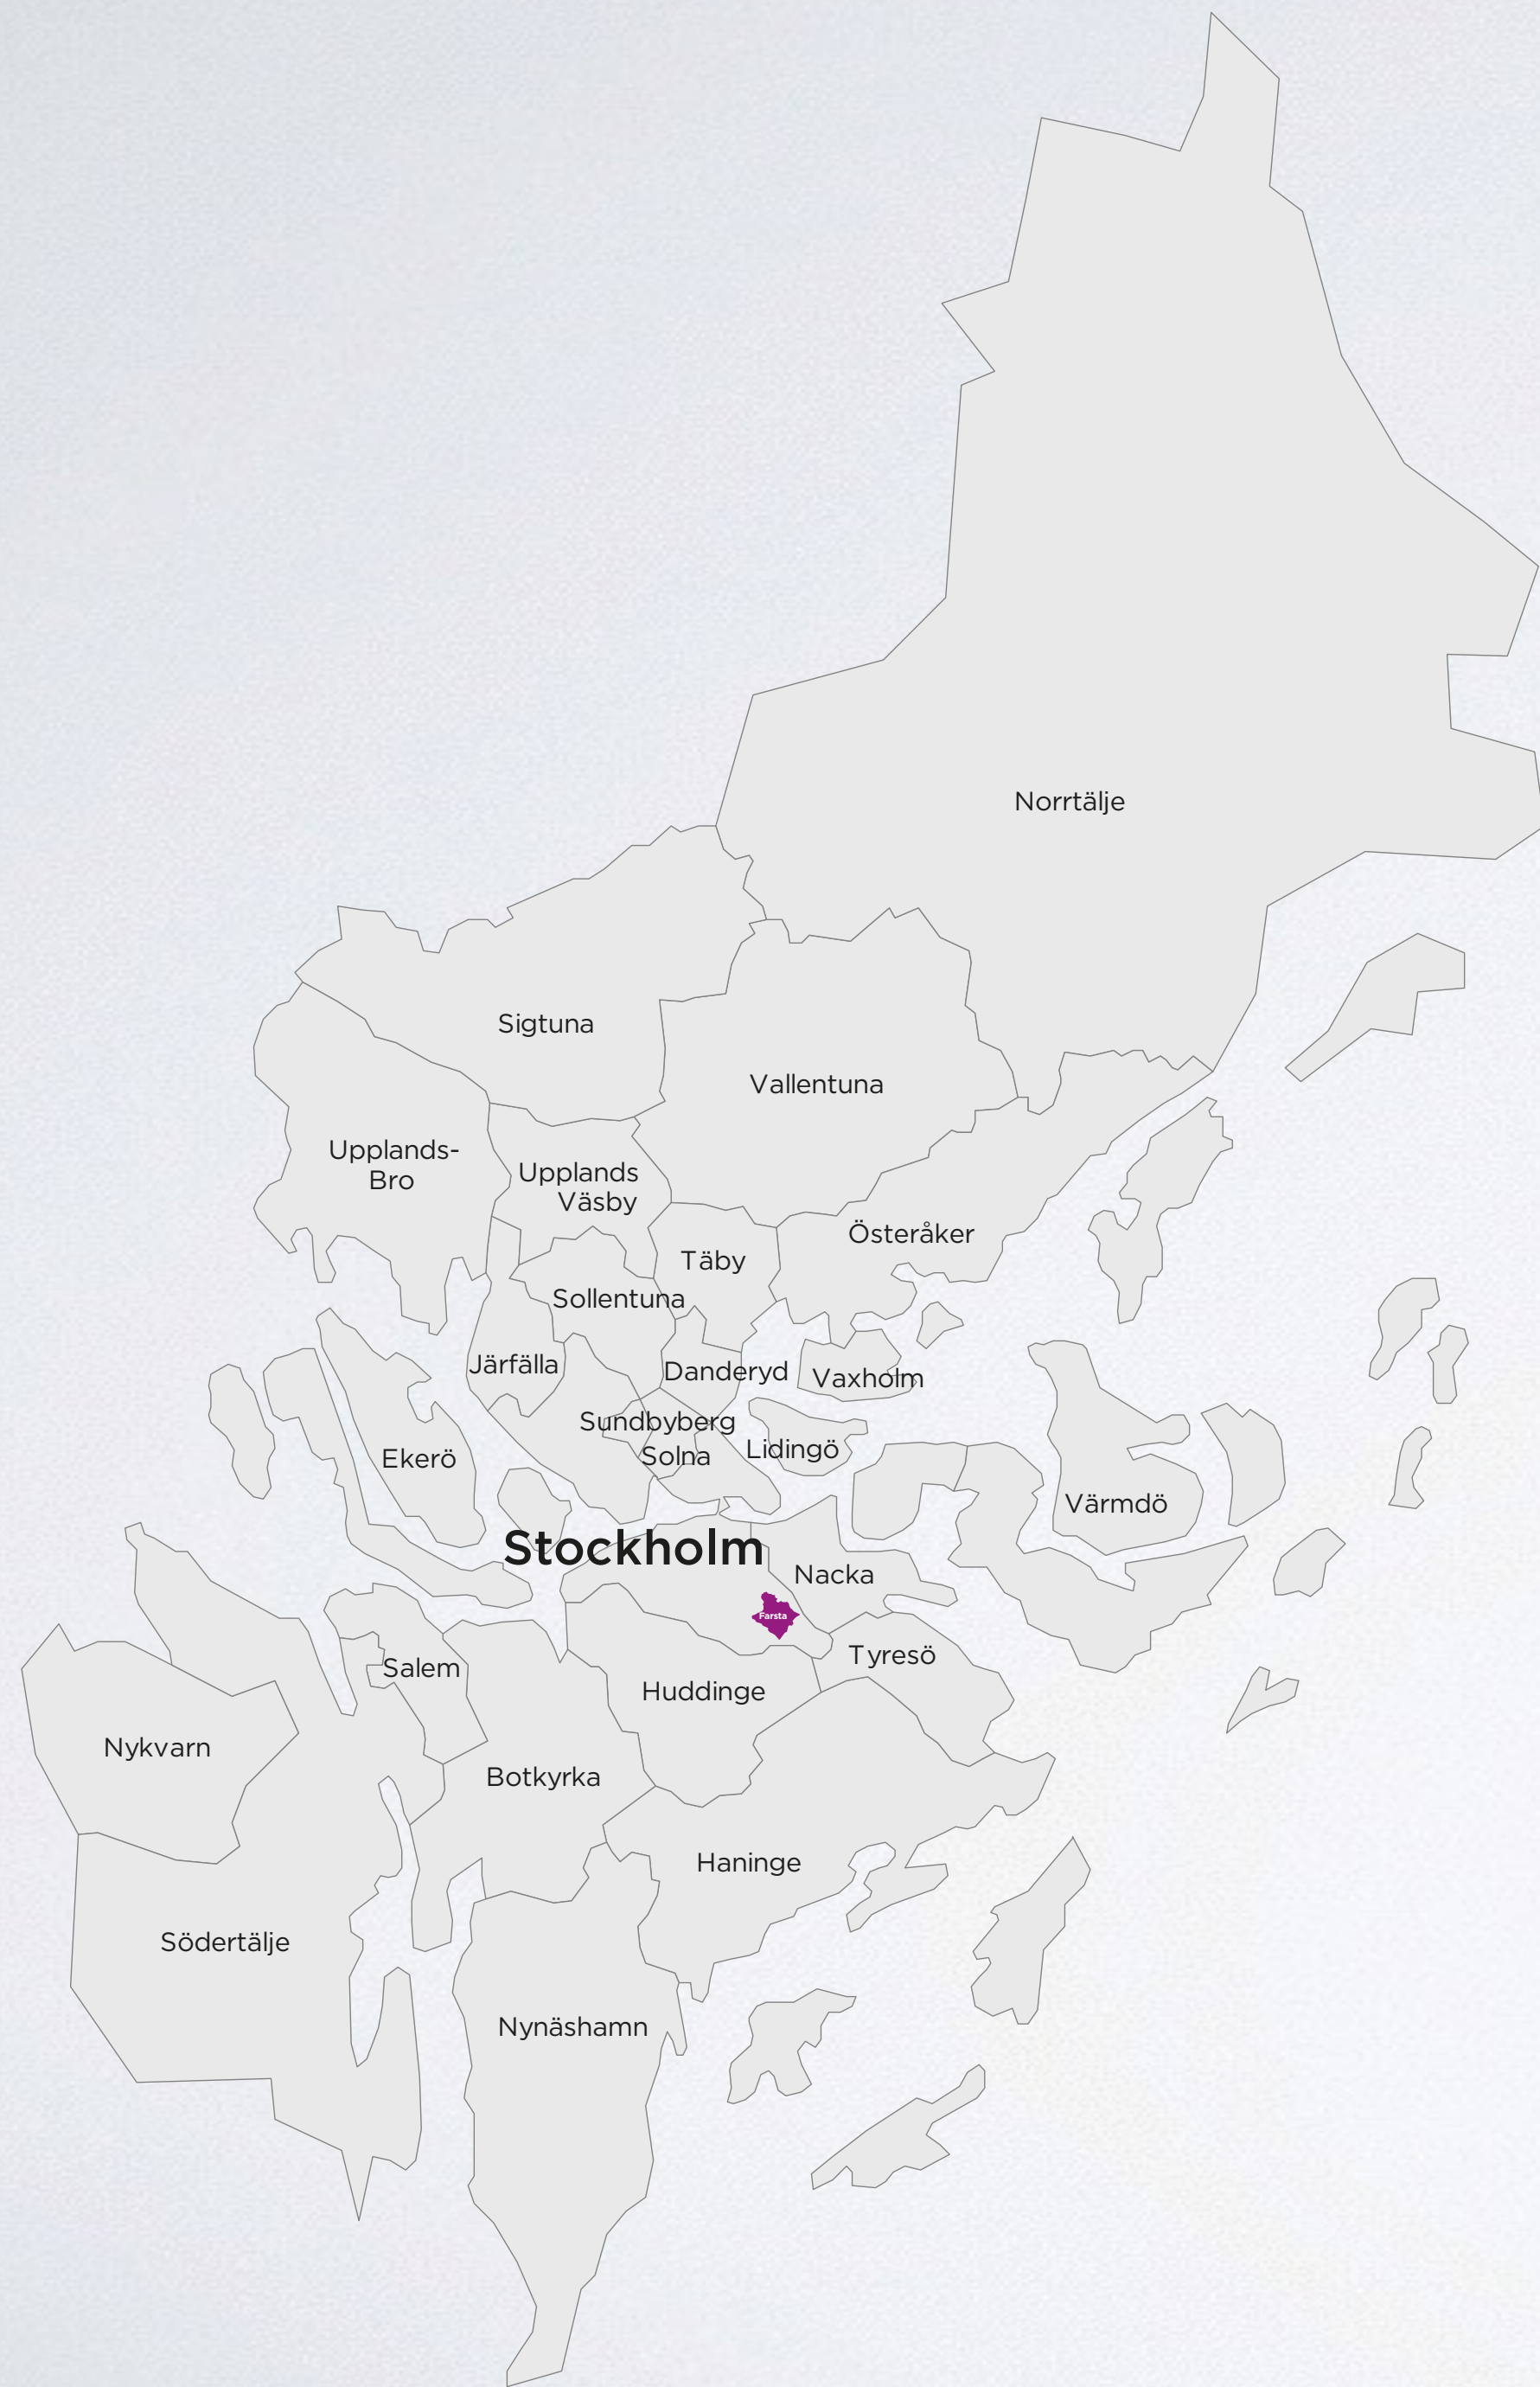 Norrtälje
Sigtuna
Vallentuna
Upplands-
Bro
Upplands
Väsby
Österåker
Täby
Sollentuna
Järfälla
Danderyd
Vaxholm
Sundbyberg
Solna
Lidingö
Ekerö
Värmdö
Stockholm
Nacka
Farsta
Tyresö
Salem
Huddinge
Nykvarn
Botkyrka
Haninge
Södertälje
Nynäshamn